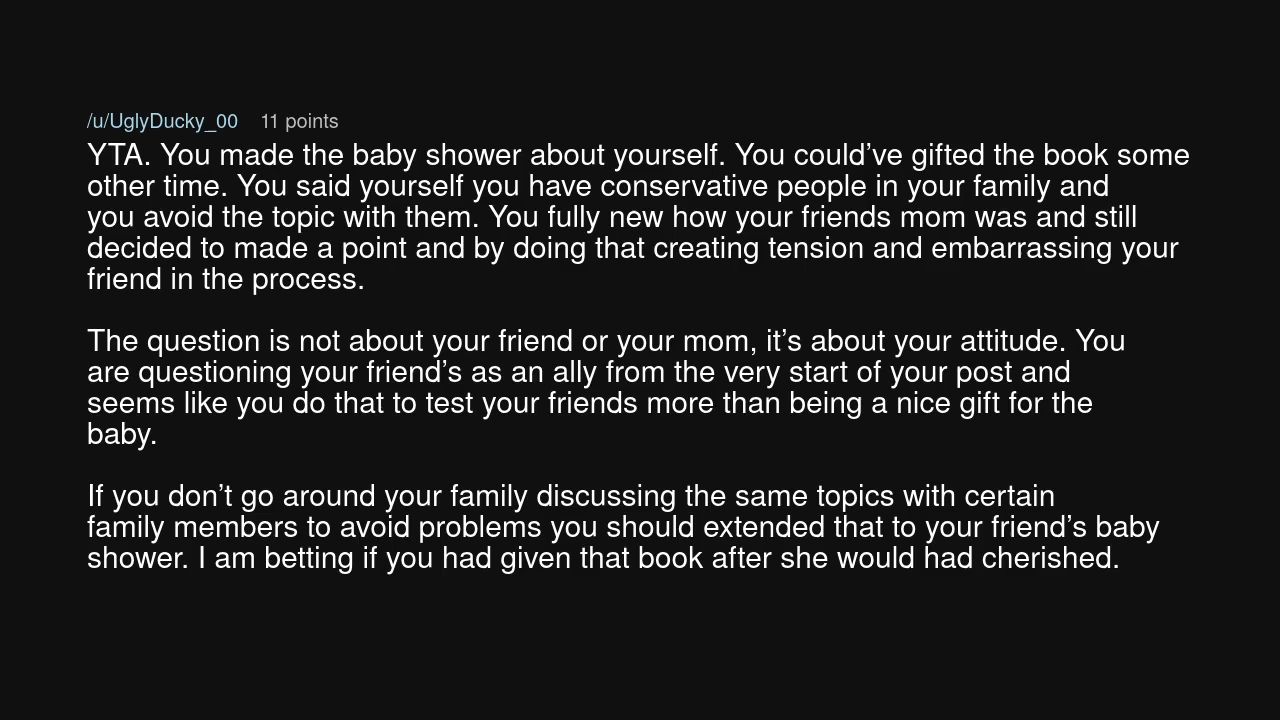 /u/UglyDucky_00 11 points
YTA. You made the baby shower about yourself. You could’ve gifted the book some
other time. You said yourself you have conservative people in your family and
you avoid the topic with them. You fully new how your friends mom was and still
decided to made a point and by doing that creating tension and embarrassing your
friend in the process.
The question is not about your friend or your mom, it’s about your attitude. You
are questioning your friend’s as an ally from the very start of your post and
seems like you do that to test your friends more than being a nice gift for the
baby.
If you don’t go around your family discussing the same topics with certain
family members to avoid problems you should extended that to your friend’s baby
shower. I am betting if you had given that book after she would had cherished.